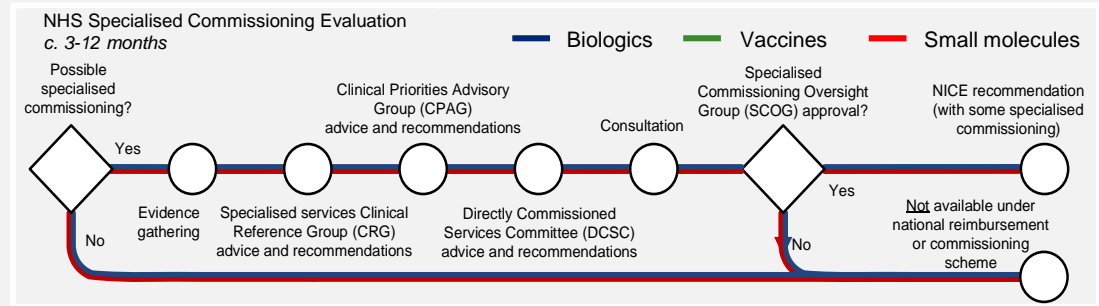 NHS Specialised Commissioning Evaluation
c. 3-12 months
Biologics
Vaccines
Small molecules
Possible
specialised
commissioning?
Clinical Priorities Advisory
Group (CPAG)
advice and recommendations
Consultation
Specialised
Commissioning Oversight
Group (SCOG) approval?
NICE recommendation
(with some specialised
commissioning)
Yes
Yes
Evidence
gathering
Specialised services Clinical
Reference Group (CRG)
advice and recommendations
Directly Commissioned
Services Committee (DCSC)
advice and recommendations
No
No
Not available under
national reimbursement
or commissioning
scheme